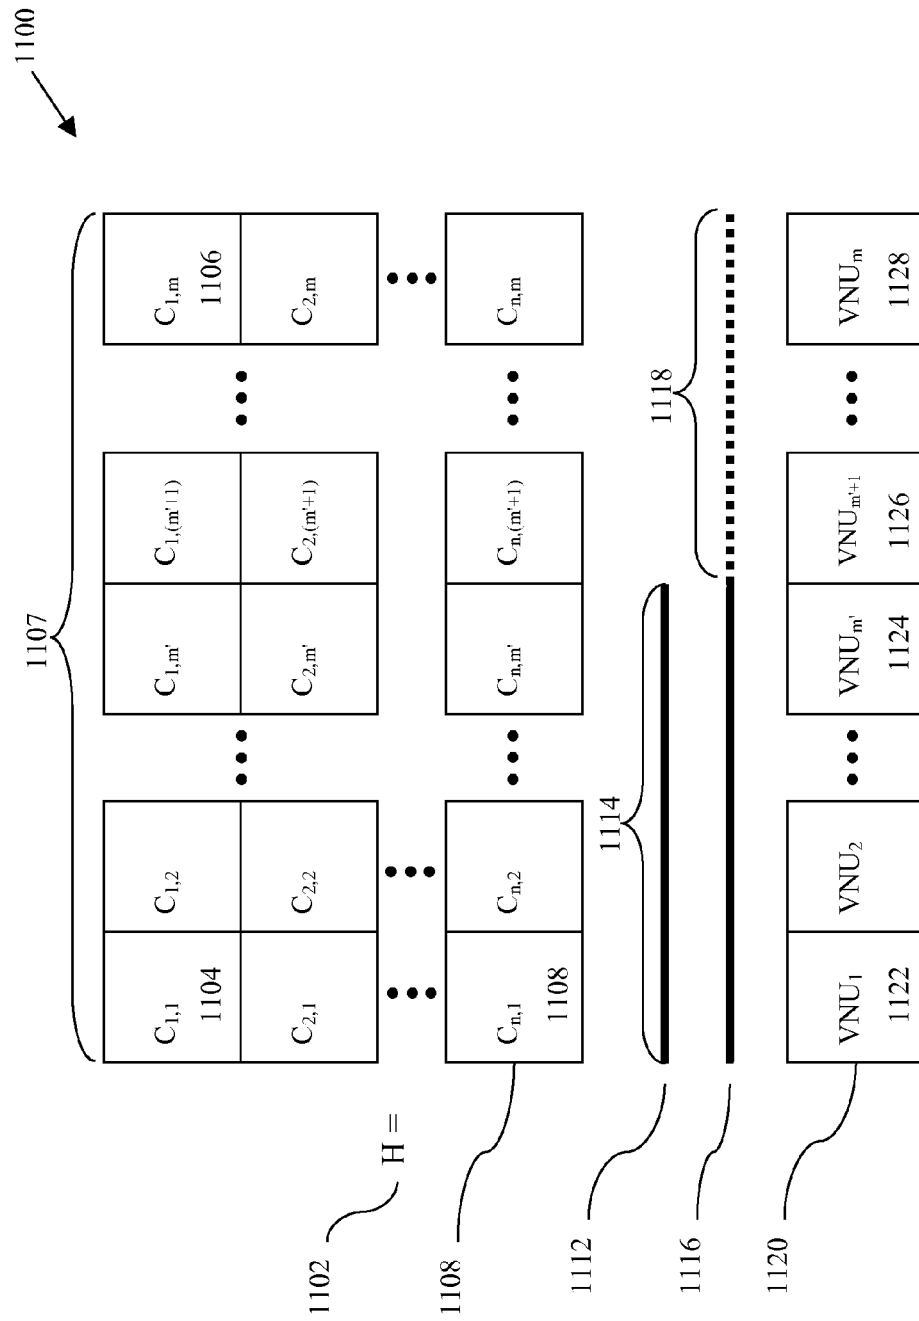 1100
1107
C1,1
1104
C1,2
C1,m'
C1,(m'+1)
C1,m
1106
C2,1
C2,2
C2,m'
C2,(m'+1)
C2,m
1102
H =
Cn,1
1108
Cn,2
Cn,m'
Cn,(m'+1)
Cn,m
1108
1114
1112
1118
1116
VNU1
1122
VNU2
VNUm'
1124
VNUm'+1
1126
VNUm
1128
1120